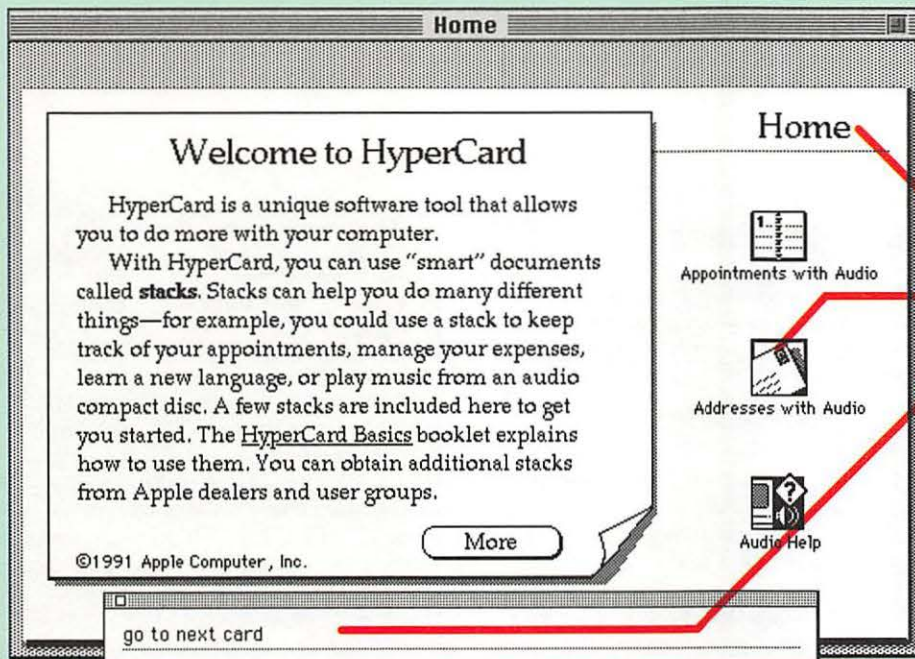 Home
Welcome to HyperCard
HyperCard is a unique software tool that allows
you to do more with your computer.
With HyperCard, you can use “smart” documents
called stacks. Stacks can help you do many different
things—for example, you could use a stack to keep
track of your appointments, manage your expenses,
learn a new language, or play music from an audio
compact disc. A few stacks are included here to get
you started. The HyperCard Basics booklet explains
how to use them. You can obtain additional stacks
from Apple dealers and user groups.
More
©1991 Apple Computer, Inc.
Home
1..
Appointments with Audio
Addresses with Audio
?
Audio Help
go to next card